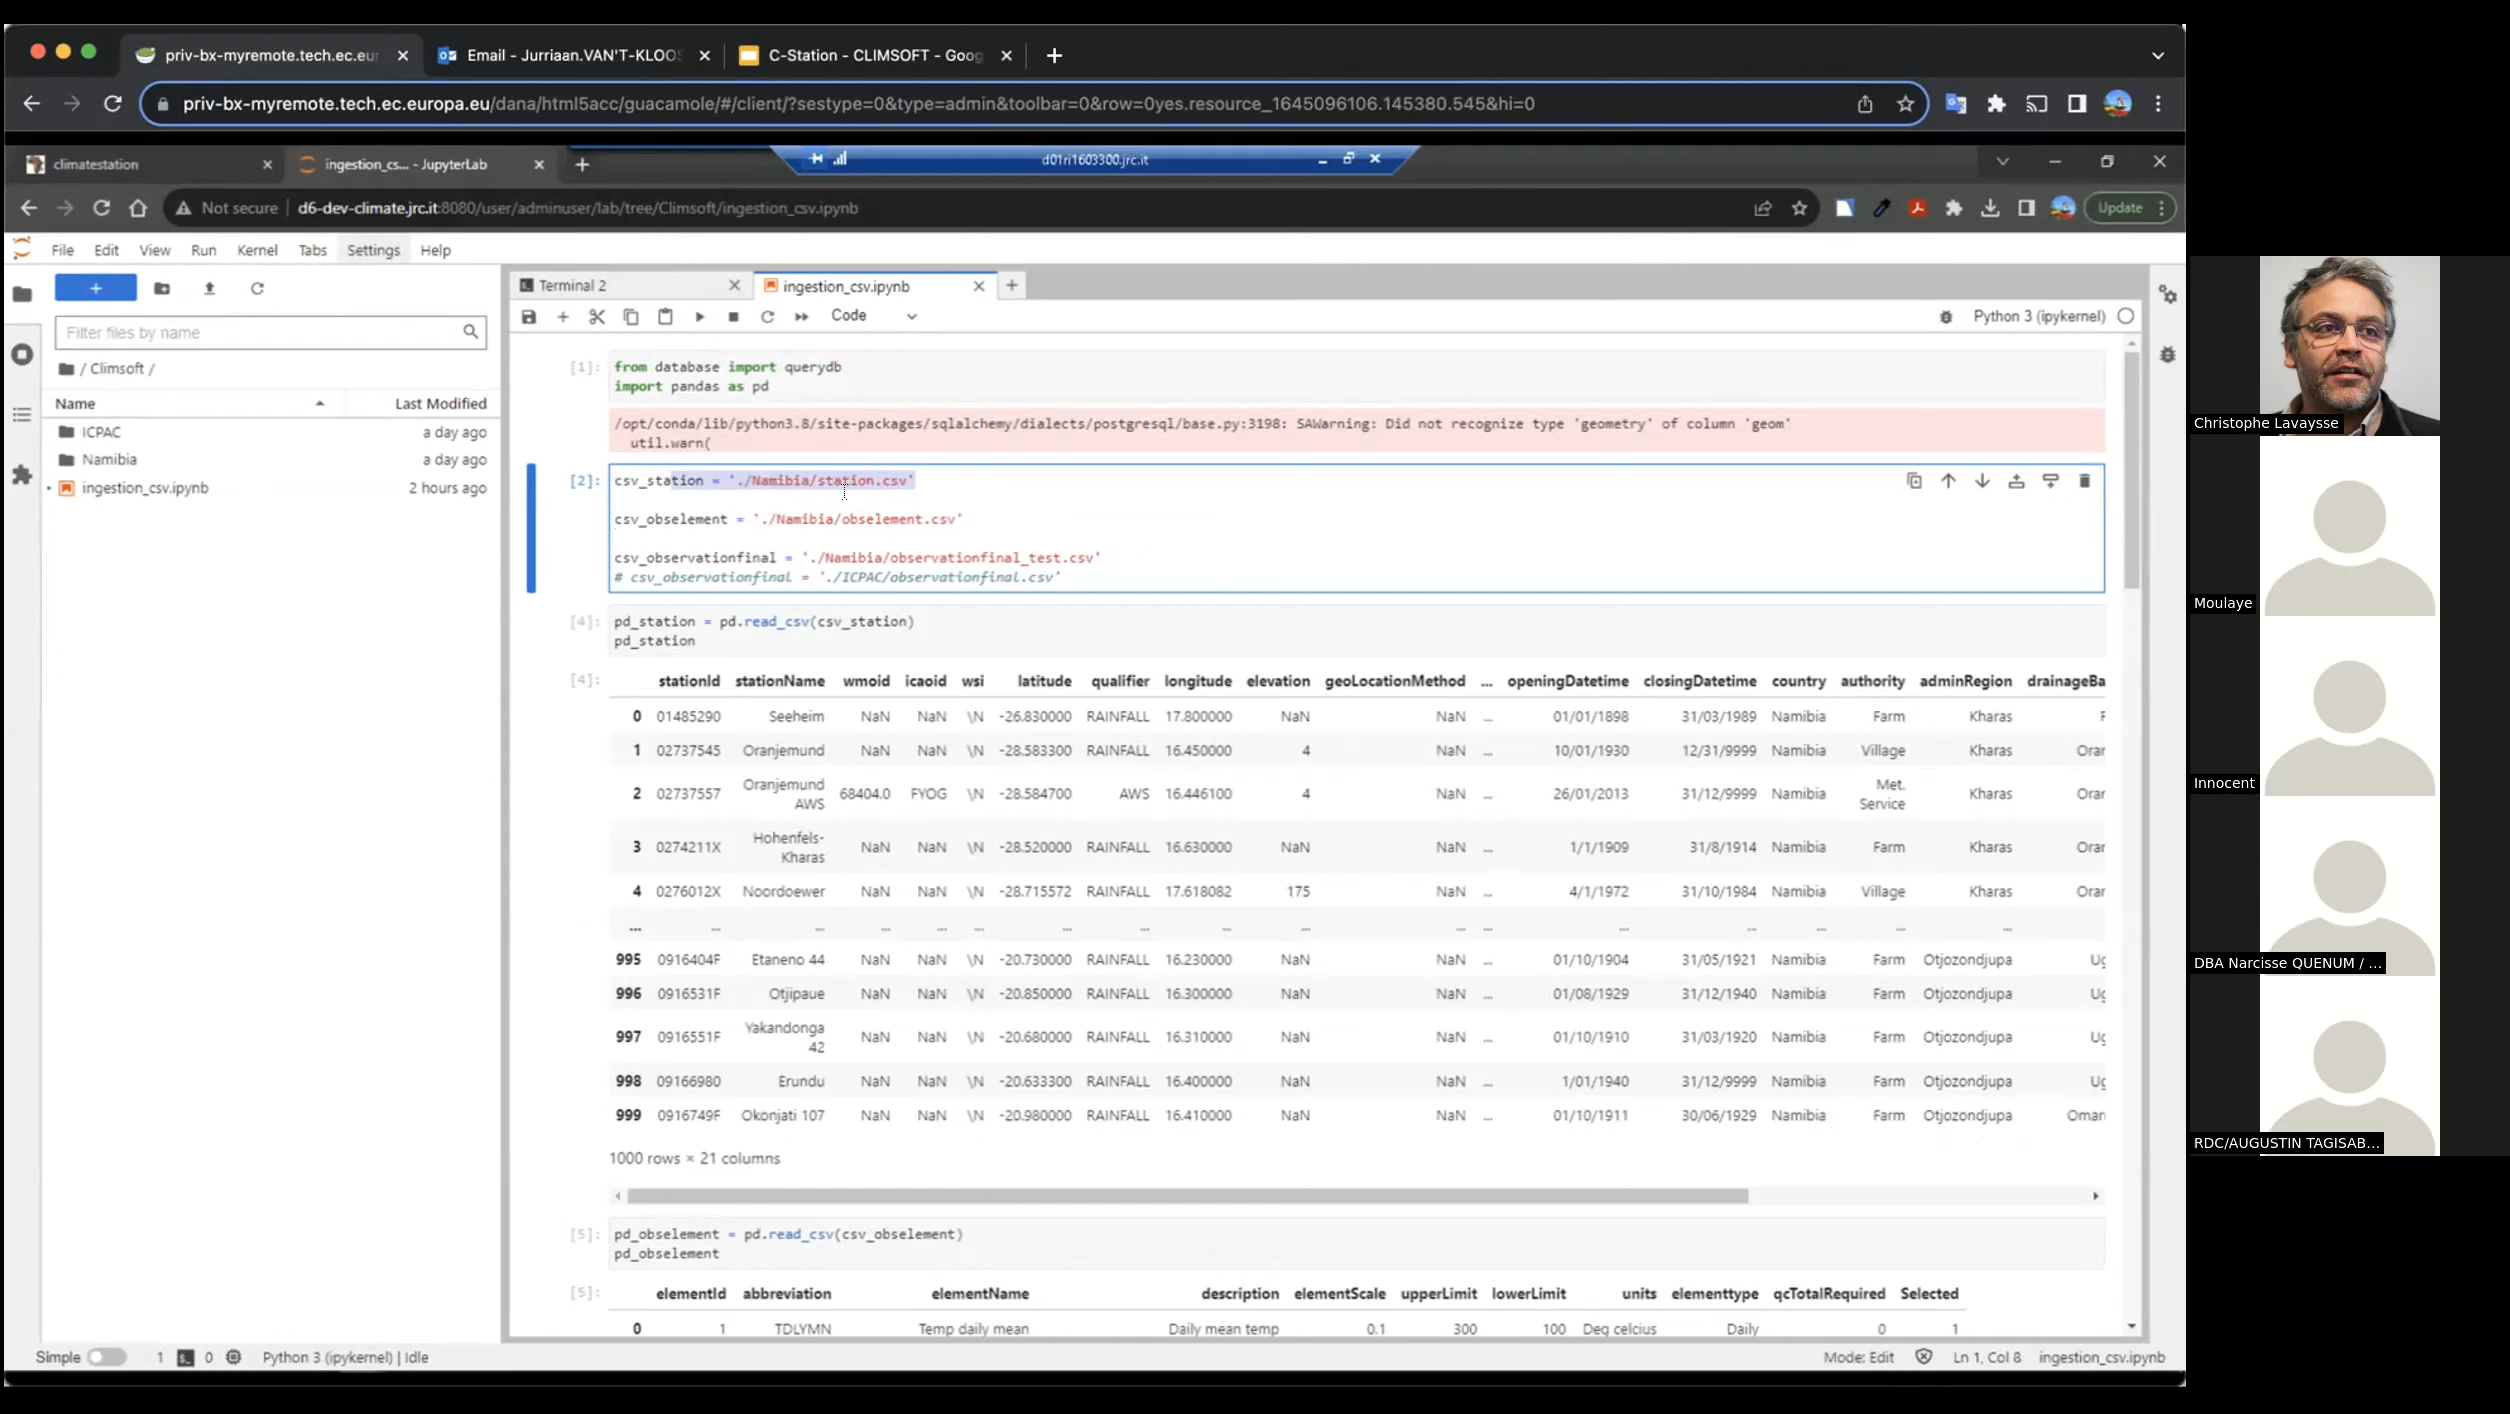 priv-bx-myremote.tech.ec.eur
Email - Jurriaan.VAN'T-KLOOS
C-Station - CLIMSOFT - Goog
priv-bx-myremote.tech.ec.europa.eu/dana/html5acc/guacamole/#/client/?sestype=0&type=admin&toolbar=0&row=0yes.resource_1645096106.145380.545&hi=0
climatestation
ingestion_cs... - JupyterLab
d01ri1603300.jrc.it
Not secure d6-dev-climate.jrc.it:8080/user/adminuser/lab/tree/Climsoft/ingestion_csv.ipynb
Update
File Edit View Run Kernel Tabs Settings Help
Filter files by name
/ Climsoft /
Name Last Modified
ICPAC a day ago
Namibia a day ago
ingestion_csv.ipynb 2 hours ago
Terminal 2
ingestion_csv.ipynb
Code
Python 3 (ipykernel)
[1]: from database import querydb
import pandas as pd
/opt/conda/lib/python3.8/site-packages/sqlalchemy/dialects/postgresql/base.py:3198: SAWarning: Did not recognize type 'geometry' of column 'geom'
util.warn(
[2]: csv_station = './Namibia/station.csv'
csv_obselement = './Namibia/obselement.csv'
csv_observationfinal = './Namibia/observationfinal_test.csv'
# csv_observationfinal = './ICPAC/observationfinal.csv'
[4]: pd_station = pd.read_csv(csv_station)
pd_station
[4]: stationId stationName wmoid icaoid wsi latitude qualifier longitude elevation geoLocationMethod ... openingDatetime closingDatetime country authority adminRegion drainageBa
0 01485290 Seeheim NaN NaN \N -26.830000 RAINFALL 17.800000 NaN NaN ... 01/01/1898 31/03/1989 Namibia Farm Kharas F
1 02737545 Oranjemund NaN NaN \N -28.583300 RAINFALL 16.450000 4 NaN ... 10/01/1930 12/31/9999 Namibia Village Kharas Orar
2 02737557 Oranjemund AWS 68404.0 FYOG \N -28.584700 AWS 16.446100 4 NaN ... 26/01/2013 31/12/9999 Namibia Met. Service Kharas Orar
3 0274211X Hohenfels-Kharas NaN NaN \N -28.520000 RAINFALL 16.630000 NaN NaN ... 1/1/1909 31/8/1914 Namibia Farm Kharas Orar
4 0276012X Noordoewer NaN NaN \N -28.715572 RAINFALL 17.618082 175 NaN ... 4/1/1972 31/10/1984 Namibia Village Kharas Orar
... ... ... ... ... ... ... ... ... ... ... ... ... ... ... ... ...
995 0916404F Etaneno 44 NaN NaN \N -20.730000 RAINFALL 16.230000 NaN NaN ... 01/10/1904 31/05/1921 Namibia Farm Otjozondjupa Ug
996 0916531F Otjipaue NaN NaN \N -20.850000 RAINFALL 16.300000 NaN NaN ... 01/08/1929 31/12/1940 Namibia Farm Otjozondjupa Ug
997 0916551F Yakandonga 42 NaN NaN \N -20.680000 RAINFALL 16.310000 NaN NaN ... 01/10/1910 31/03/1920 Namibia Farm Otjozondjupa Ug
998 09166980 Erundu NaN NaN \N -20.633300 RAINFALL 16.400000 NaN NaN ... 1/01/1940 31/12/9999 Namibia Farm Otjozondjupa Ug
999 0916749F Okonjati 107 NaN NaN \N -20.980000 RAINFALL 16.410000 NaN NaN ... 01/10/1911 30/06/1929 Namibia Farm Otjozondjupa Omar
1000 rows × 21 columns
[5]: pd_obselement = pd.read_csv(csv_obselement)
pd_obselement
[5]: elementId abbreviation elementName description elementScale upperLimit lowerLimit units elementtype qcTotalRequired Selected
0 1 TDLYMN Temp daily mean Daily mean temp 0.1 300 100 Deg celcius Daily 0 1
Simple 1 0 Python 3 (ipykernel) | Idle
Mode: Edit Ln 1, Col 8 ingestion_csv.ipynb
Christophe Lavaysse
Moulaye
Innocent
DBA Narcisse QUENUM / ...
RDC/AUGUSTIN TAGISAB...